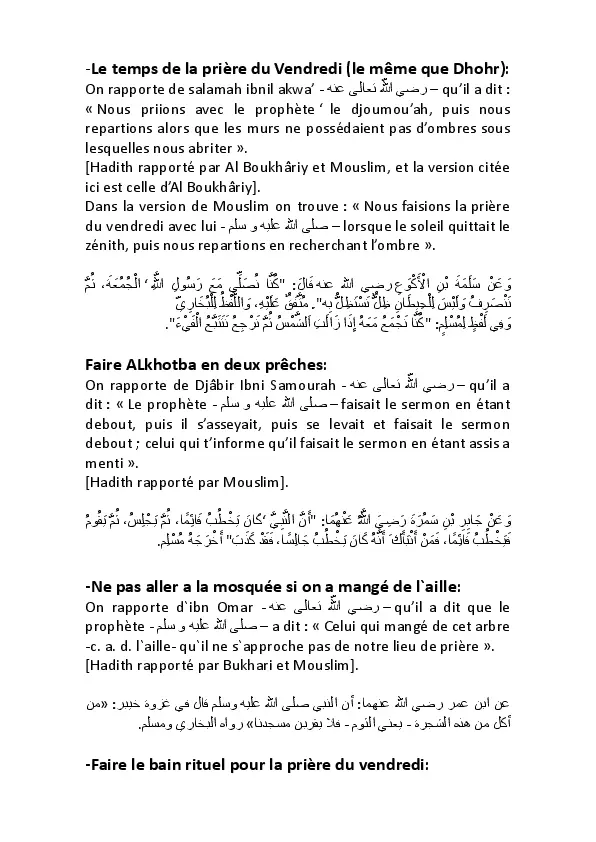 -Le temps de la prière du Vendredi (le même que Dhohr):
On rapporte de salamah ibnil akwa’ - رضي الله تعالى عنه – qu’il a dit :
« Nous priions avec le prophète ‘ le djoumou’ah, puis nous
repartions alors que les murs ne possédaient pas d’ombres sous
lesquelles nous abriter ».
[Hadith rapporté par Al Boukhâriy et Mouslim, et la version citée
ici est celle d’Al Boukhâriy].
Dans la version de Mouslim on trouve : « Nous faisions la prière
du vendredi avec lui - صلى الله عليه و سلم – lorsque le soleil quittait le
zénith, puis nous repartions en recherchant l’ombre ».
وَعَنْ سَلَمَةَ بْنِ الْأَكْوَعِ رضي الله عنه قَالَ: "كُنَّا نُصَلِّي مَعَ رَسُولِ اللَّهِ ‘ الْجُمُعَةَ، ثُمَّ
نَنْصَرِفُ وَلَيْسَ لِلْحِيطَانِ ظِلٌّ نَسْتَظِلُّ بِهِ". مُتَّفَقٌ عَلَيْهِ، وَاللَّفْظُ لِلْبُخَارِيِّ
وَفِي لَفْظٍ لِمُسْلِمٍ: "كُنَّا نَجْمَعُ مَعَهُ إِذَا زَالَتِ الشَّمْسُ ثُمَّ نَرْجِعُ نَتَتَبَّعُ الْفَيْءَ".
Faire ALkhotba en deux prêches:
On rapporte de Djâbir Ibni Samourah - رضي الله تعالى عنه – qu’il a
dit : « Le prophète - صلى الله عليه و سلم – faisait le sermon en étant
debout, puis il s’asseyait, puis se levait et faisait le sermon
debout ; celui qui t’informe qu’il faisait le sermon en étant assis a
menti ».
[Hadith rapporté par Mouslim].
وَعَنْ جَابِرِ بْنِ سَمُرَةَ رَضِيَ اللَّهُ عَنْهُمَا: "أَنَّ النَّبِيَّ ‘كَانَ يَخْطُبُ قَائِمًا، ثُمَّ يَجْلِسُ، ثُمَّ يَقُومُ
فَيَخْطُبُ قَائِمًا، فَمَنْ أَنْبَأَكَ أَنَّهُ كَانَ يَخْطُبُ جَالِسًا، فَقَدْ كَذَبَ" أَخْرَجَهُ مُسْلِم.
-Ne pas aller a la mosquée si on a mangé de l`aille:
On rapporte d`ibn Omar - رضي الله تعالى عنه – qu’il a dit que le
prophète - صلى الله عليه و سلم – a dit : « Celui qui mangé de cet arbre
-c. a. d. l`aille- qu`il ne s`approche pas de notre lieu de prière ».
[Hadith rapporté par Bukhari et Mouslim].
عن ابن عمر رضي الله عنهما: أن النبي صلى الله عليه وسلم قال في غزوة خيبر: «من
أكل من هذه الشجرة - يعني الثوم - فلا يقربن مسجدنا» رواه البخاري ومسلم.
-Faire le bain rituel pour la prière du vendredi: